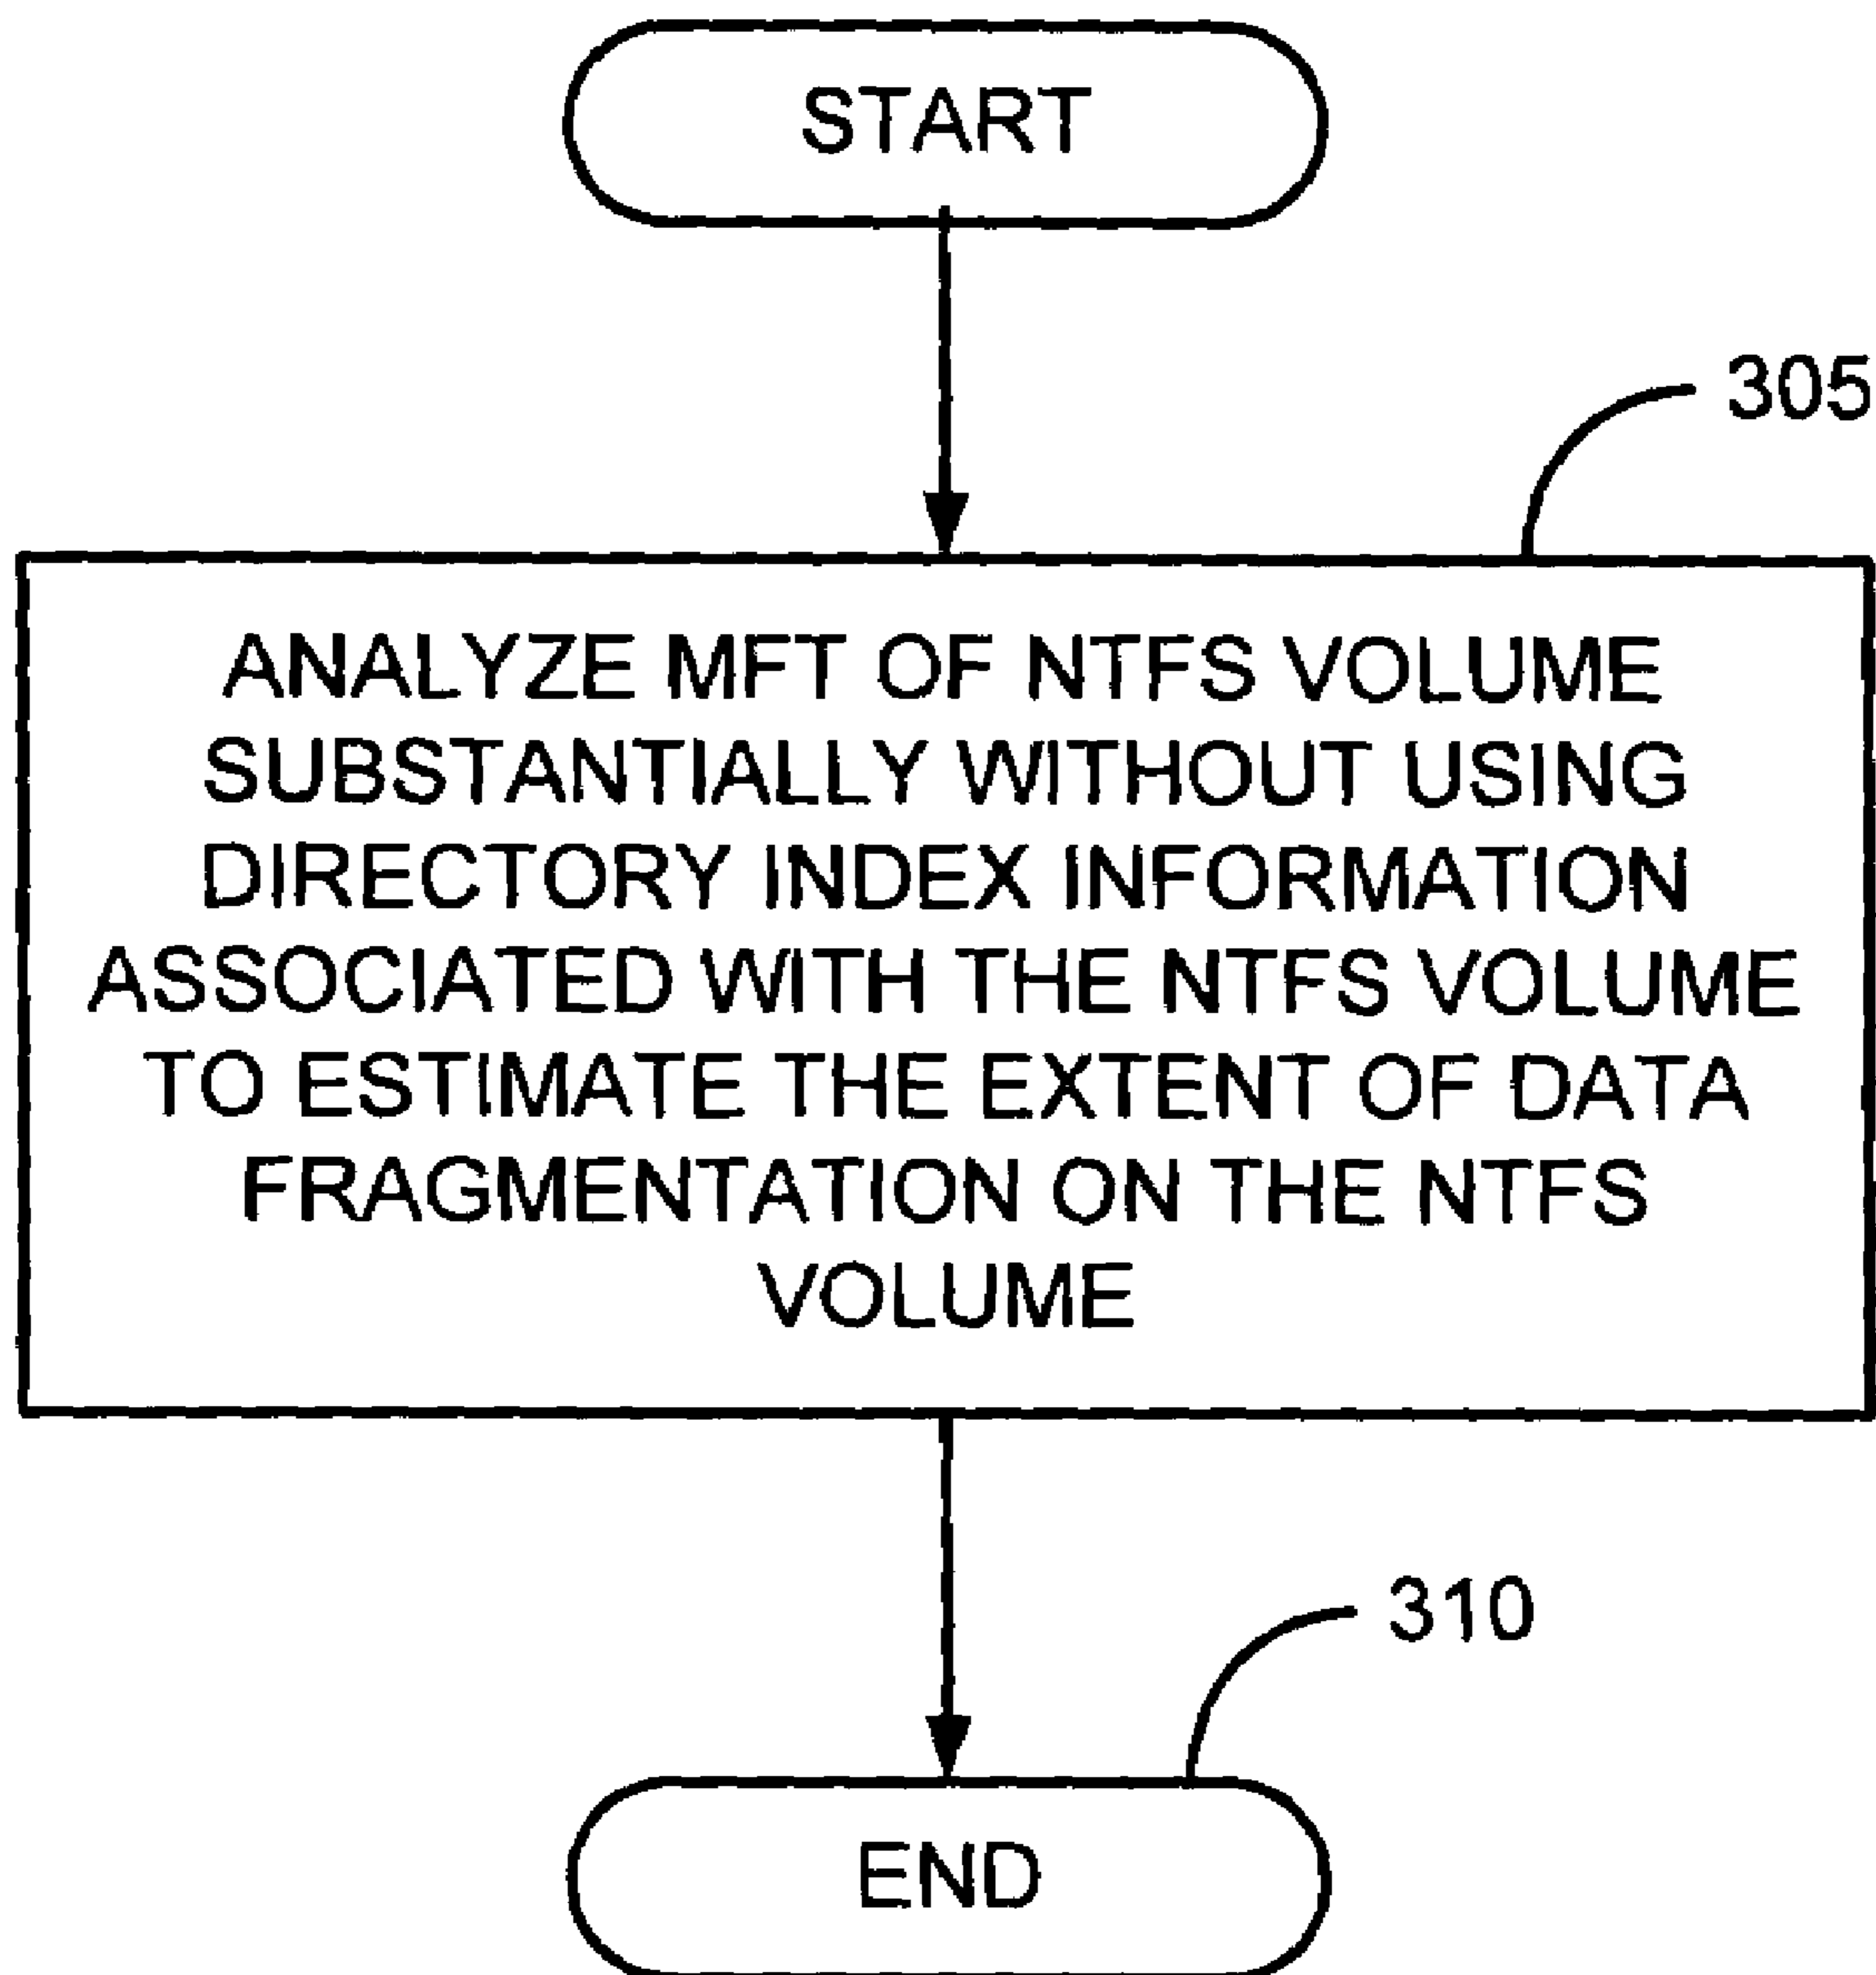 START
305
ANALYZE MFT OF NTFS VOLUME
SUBSTANTIALLY WITHOUT USING
DIRECTORY INDEX INFORMATION
ASSOCIATED WITH THE NTFS VOLUME
TO ESTIMATE THE EXTENT OF DATA
FRAGMENTATION ON THE NTFS
VOLUME
310
END